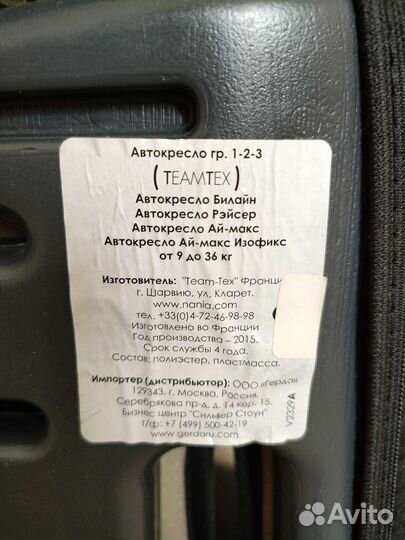 Автокресло гр. 1-2-3
(TEAMTEX)
Автокресло Билайн
Автокресло Рэйсер
Автокресло Ай-макс
Автокресло Ай-макс Изофикс
от 9 до 36 кг
Изготовитель: "Team-Tex" Франци
г. Шарвию, ул. Кларет.
www.nania.com
тел. +33(0)4-72-46-98-98
Изготовлено во Франции
Год производства – 2015.
Срок службы 4 года.
Состав: полиэстер, пластмасса.
Импортер (дистрибьютор): ООО «Герда»
129343, г. Москва, Россия,
Серебрякова пр-д, д. 14 кор. 15.
Бизнес центр "Сильвер Стоун"
т/ф: +7 (499) 500-42-19
www.gerdaru.com
V2329A
Avito